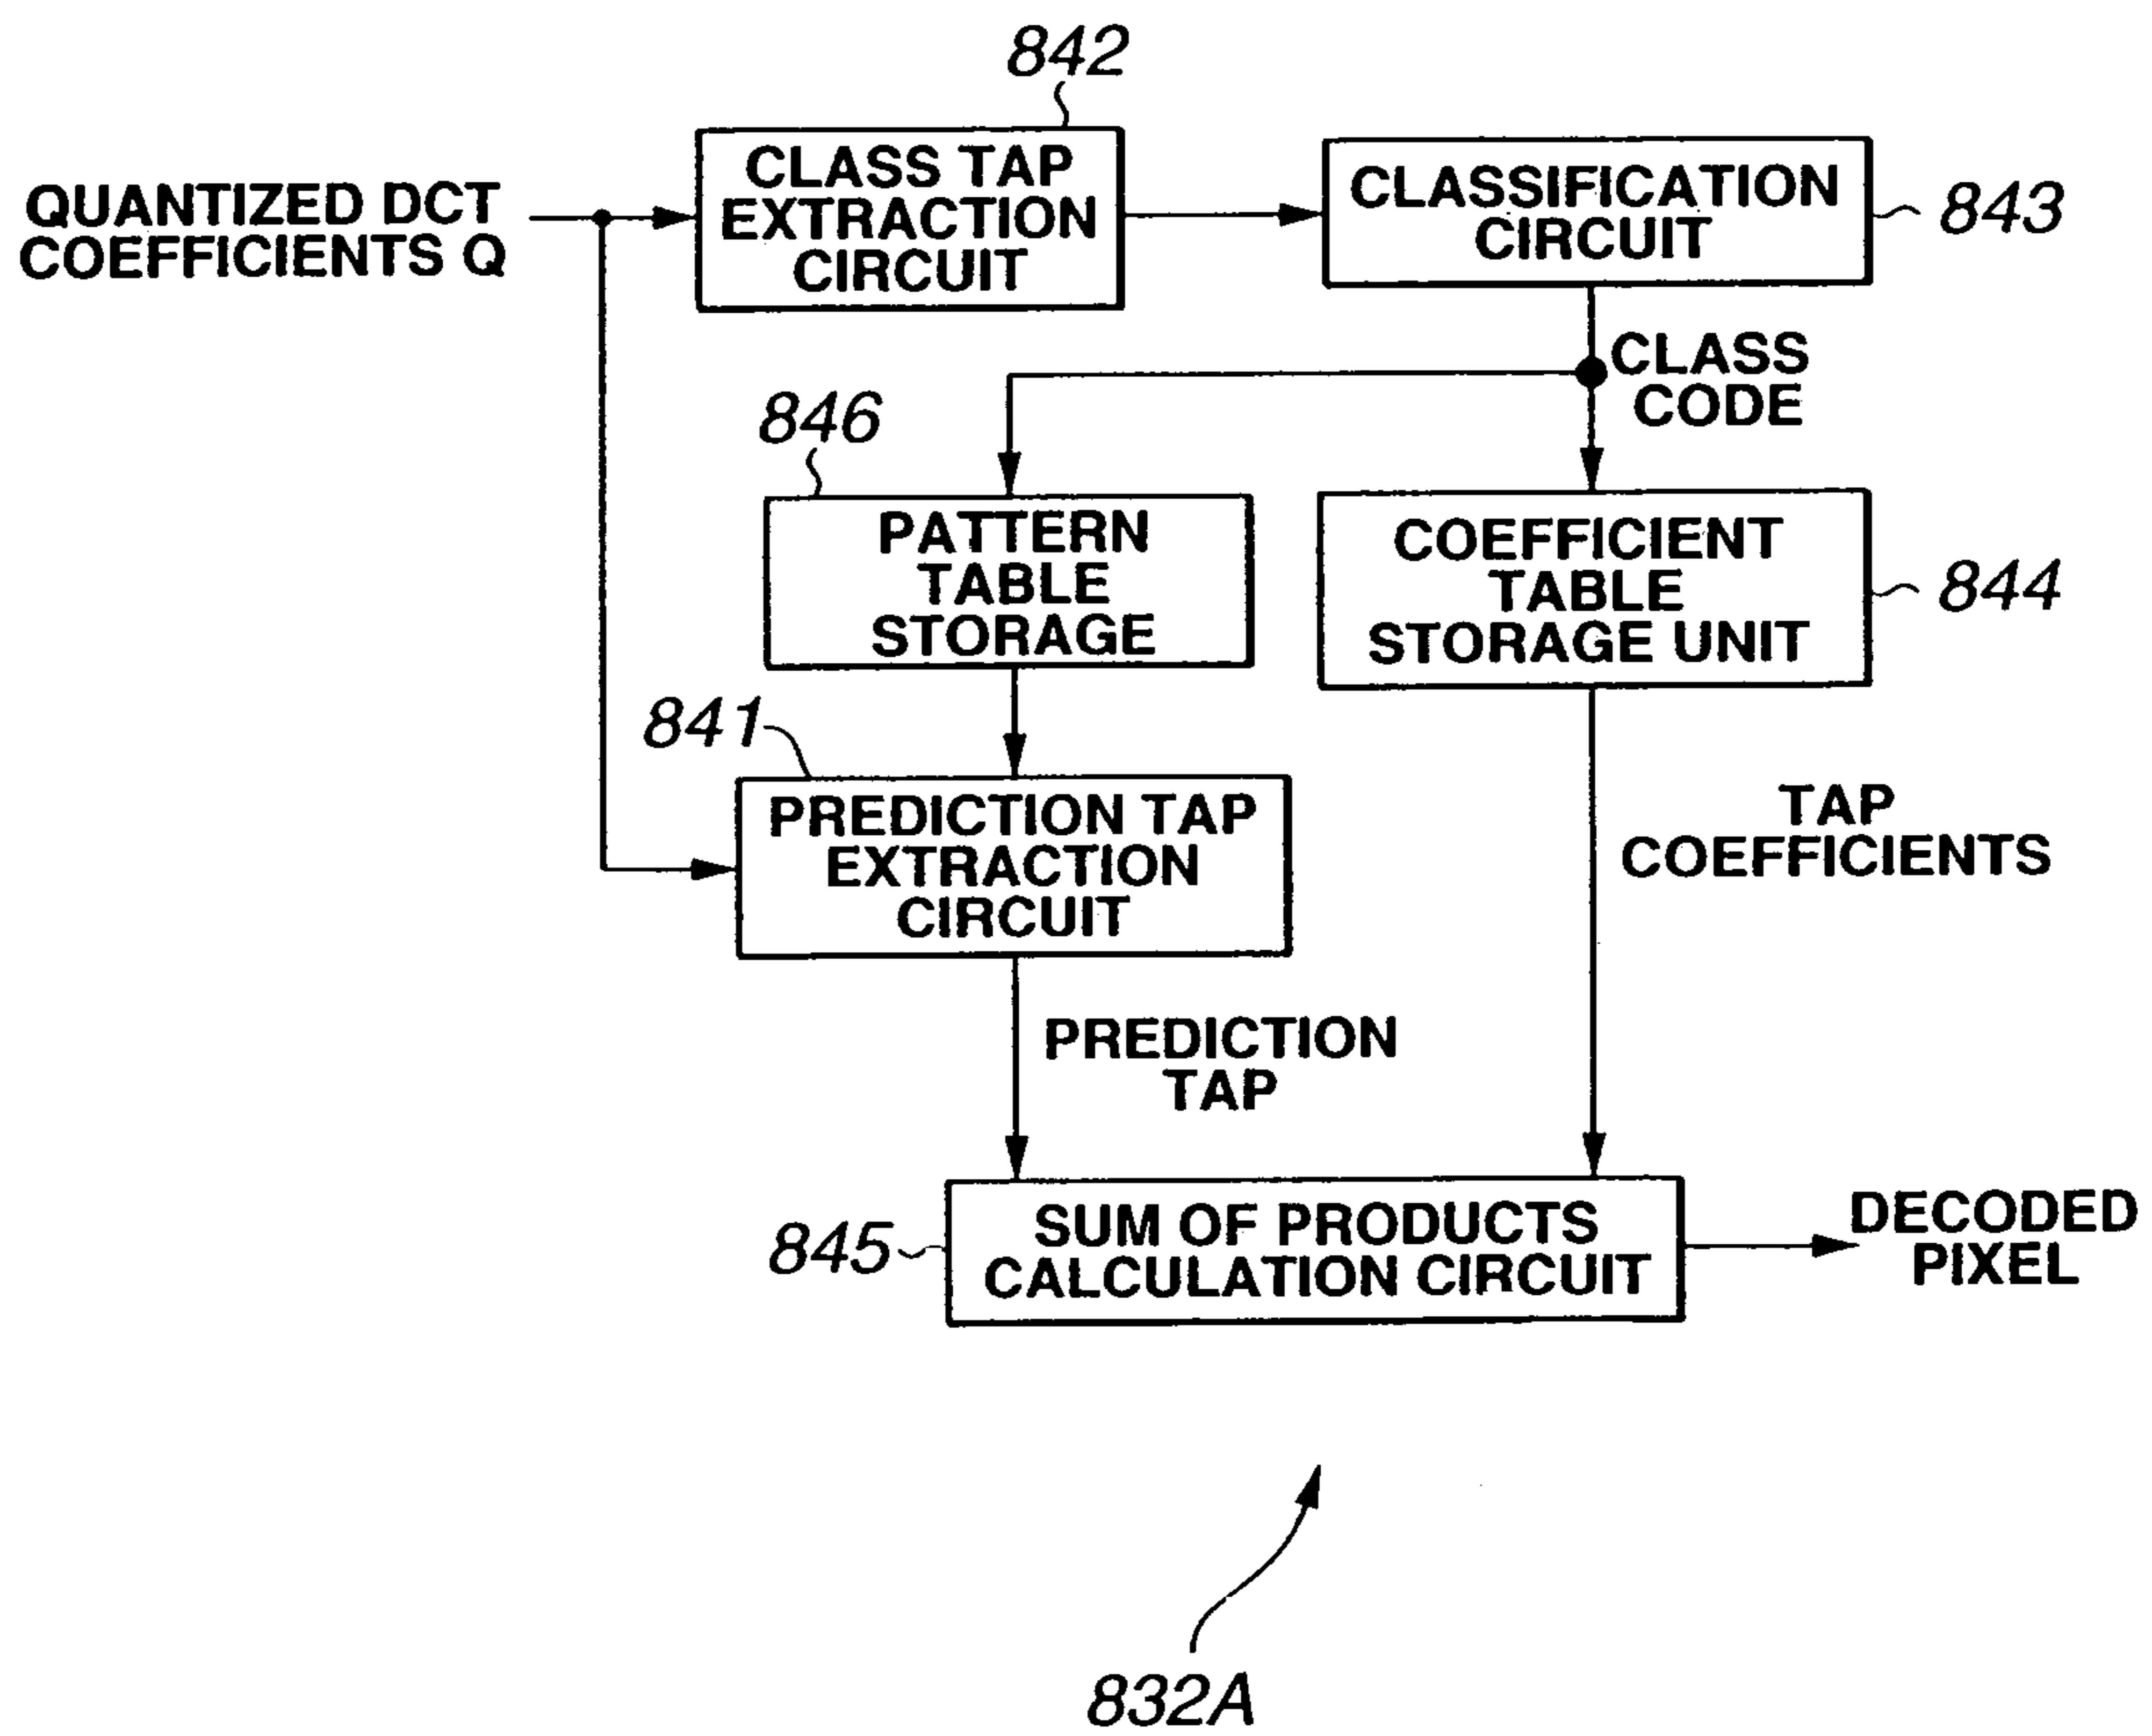 842
CLASS TAP
EXTRACTION
CIRCUIT
QUANTIZED DCT
COEFFICIENTS Q
CLASSIFICATION
CIRCUIT
843
CLASS
CODE
846
PATTERN
TABLE
STORAGE
COEFFICIENT
TABLE
STORAGE UNIT
844
841
PREDICTION TAP
EXTRACTION
CIRCUIT
TAP
COEFFICIENTS
PREDICTION
TAP
845
SUM OF PRODUCTS
CALCULATION CIRCUIT
DECODED
PIXEL
832A